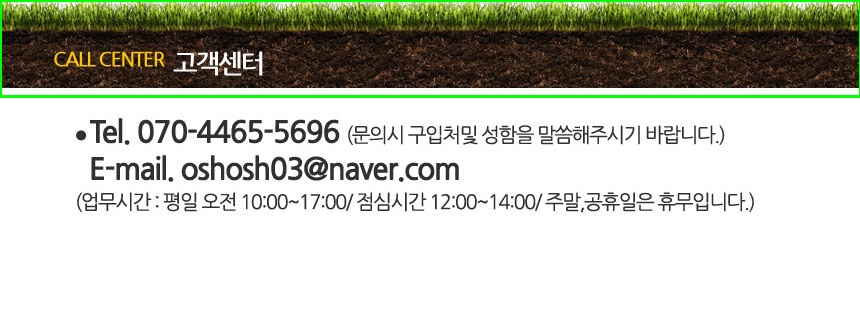 CALL CENTER 고객센터
●Tel. 070-4465-5696 (문의시 구입처및 성함을 말씀해주시기 바랍니다.)
E-mail. oshosh03@naver.com
(업무시간 : 평일 오전 10:00~17:00/ 점심시간 12:00~14:00/ 주말,공휴일은 휴무입니다.)